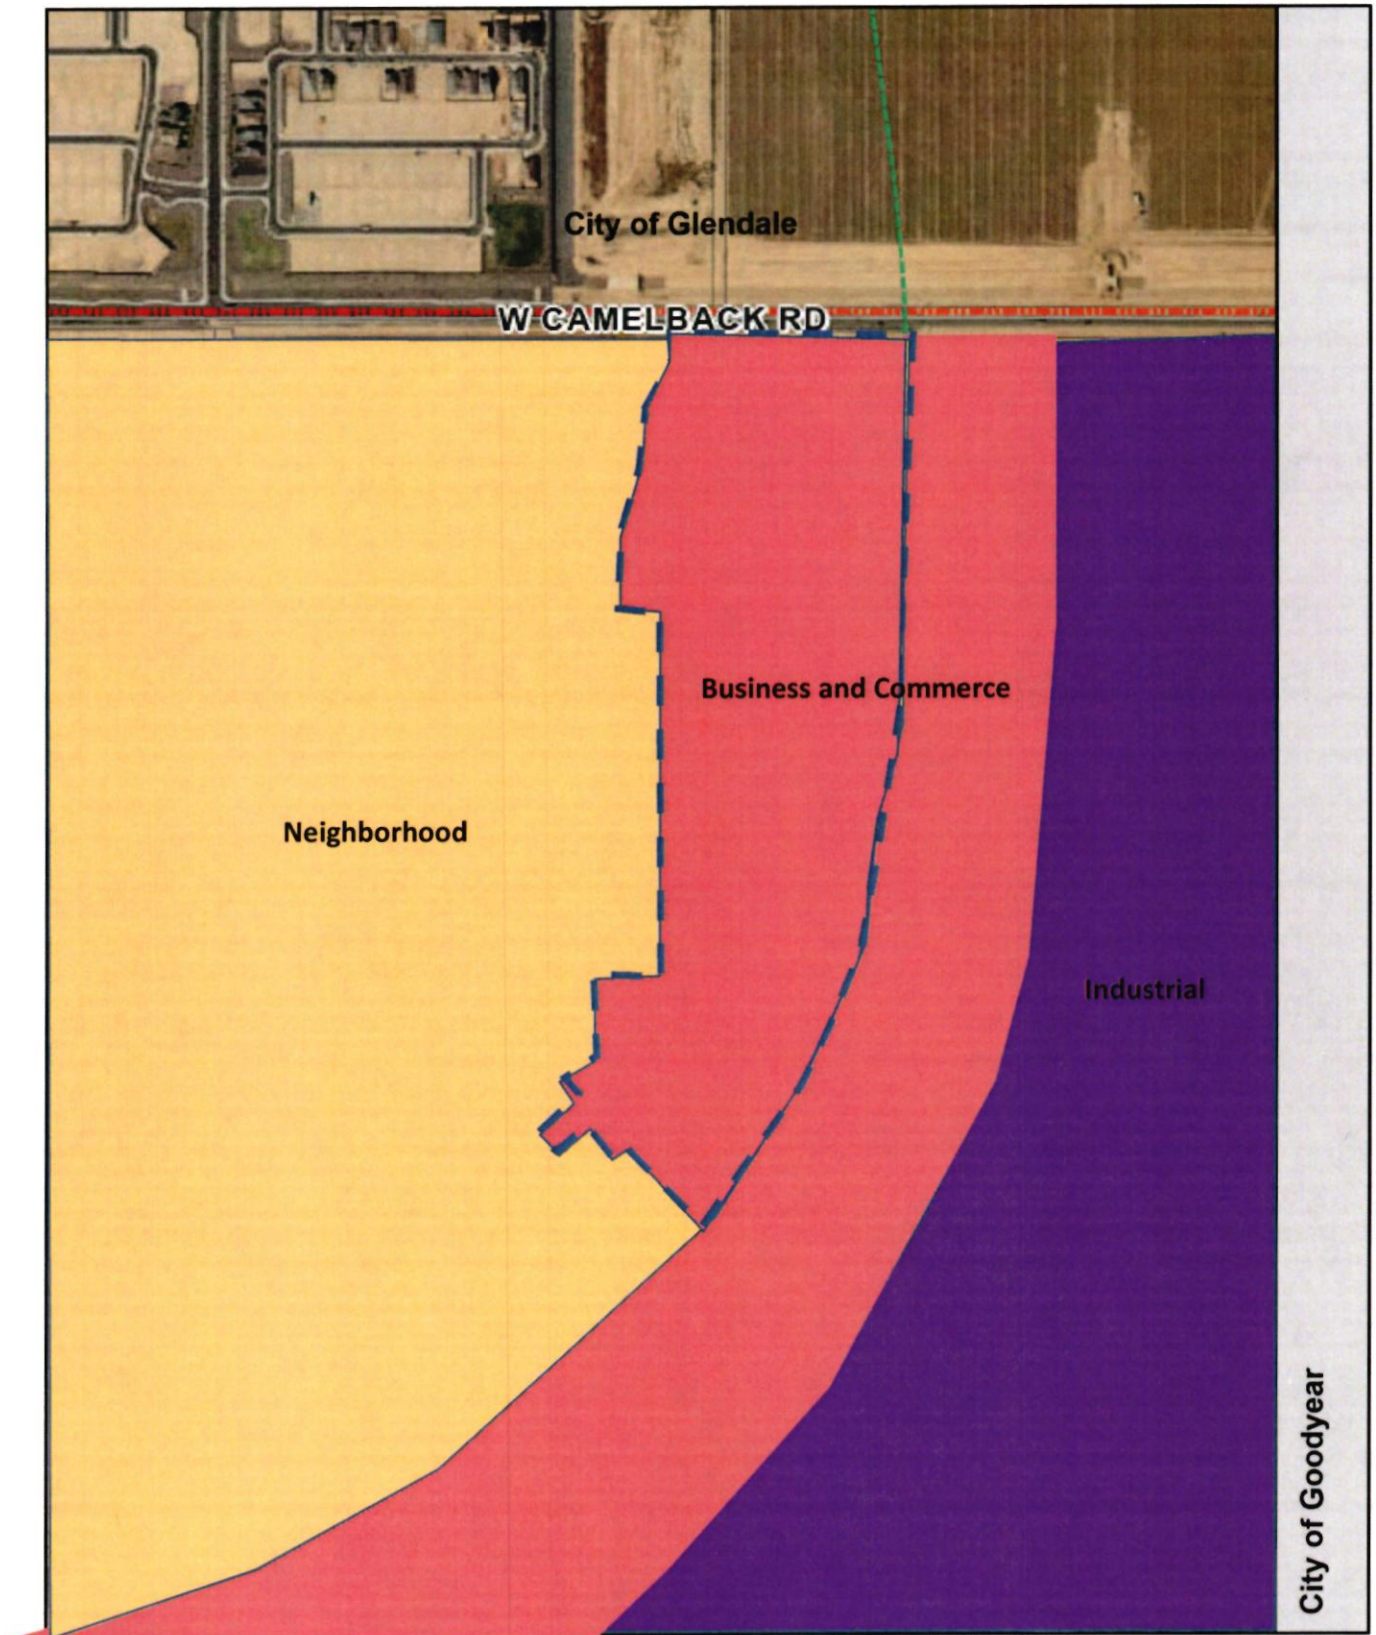 City of Glendale
W CAMELBACK RD
Business and Commerce
Neighborhood
Industrial
City of Goodyear